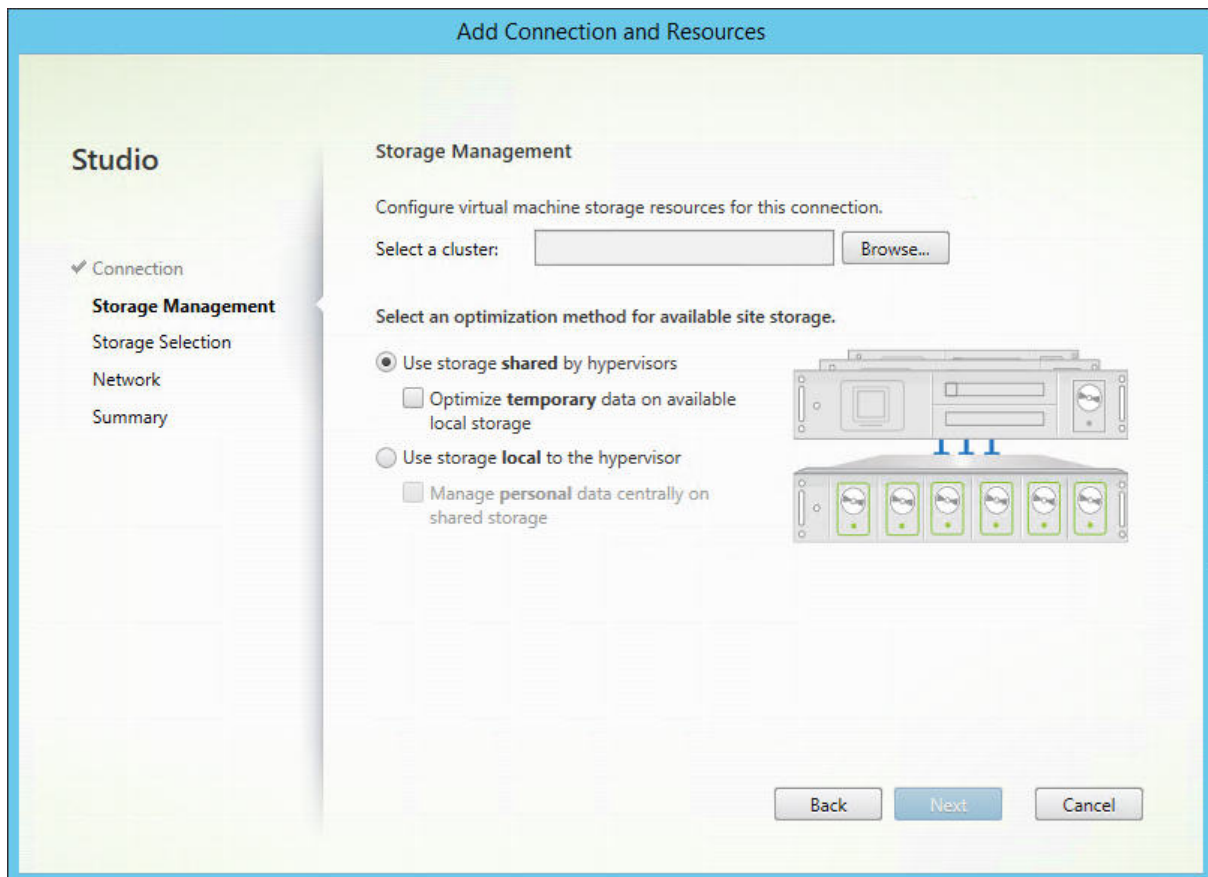 Add Connection and Resources
Studio
Connection
Storage Management
Storage Selection
Network
Summary
Storage Management
Configure virtual machine storage resources for this connection.
Select a cluster:
Browse...
Select an optimization method for available site storage.
Use storage shared by hypervisors
Optimize temporary data on available
local storage
Use storage local to the hypervisor
Manage personal data centrally on
shared storage
Back
Next
Cancel